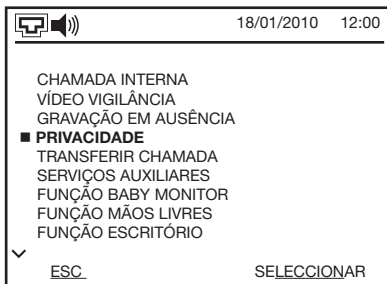 18/01/2010 12:00
CHAMADA INTERNA
VÍDEO VIGILÂNCIA
GRAVAÇÃO EM AUSÊNCIA
PRIVACIDADE
TRANSFERIR CHAMADA
SERVIÇOS AUXILIARES
FUNÇÃO BABY MONITOR
FUNÇÃO MÃOS LIVRES
FUNÇÃO ESCRITÓRIO
ESC SELECCIONAR